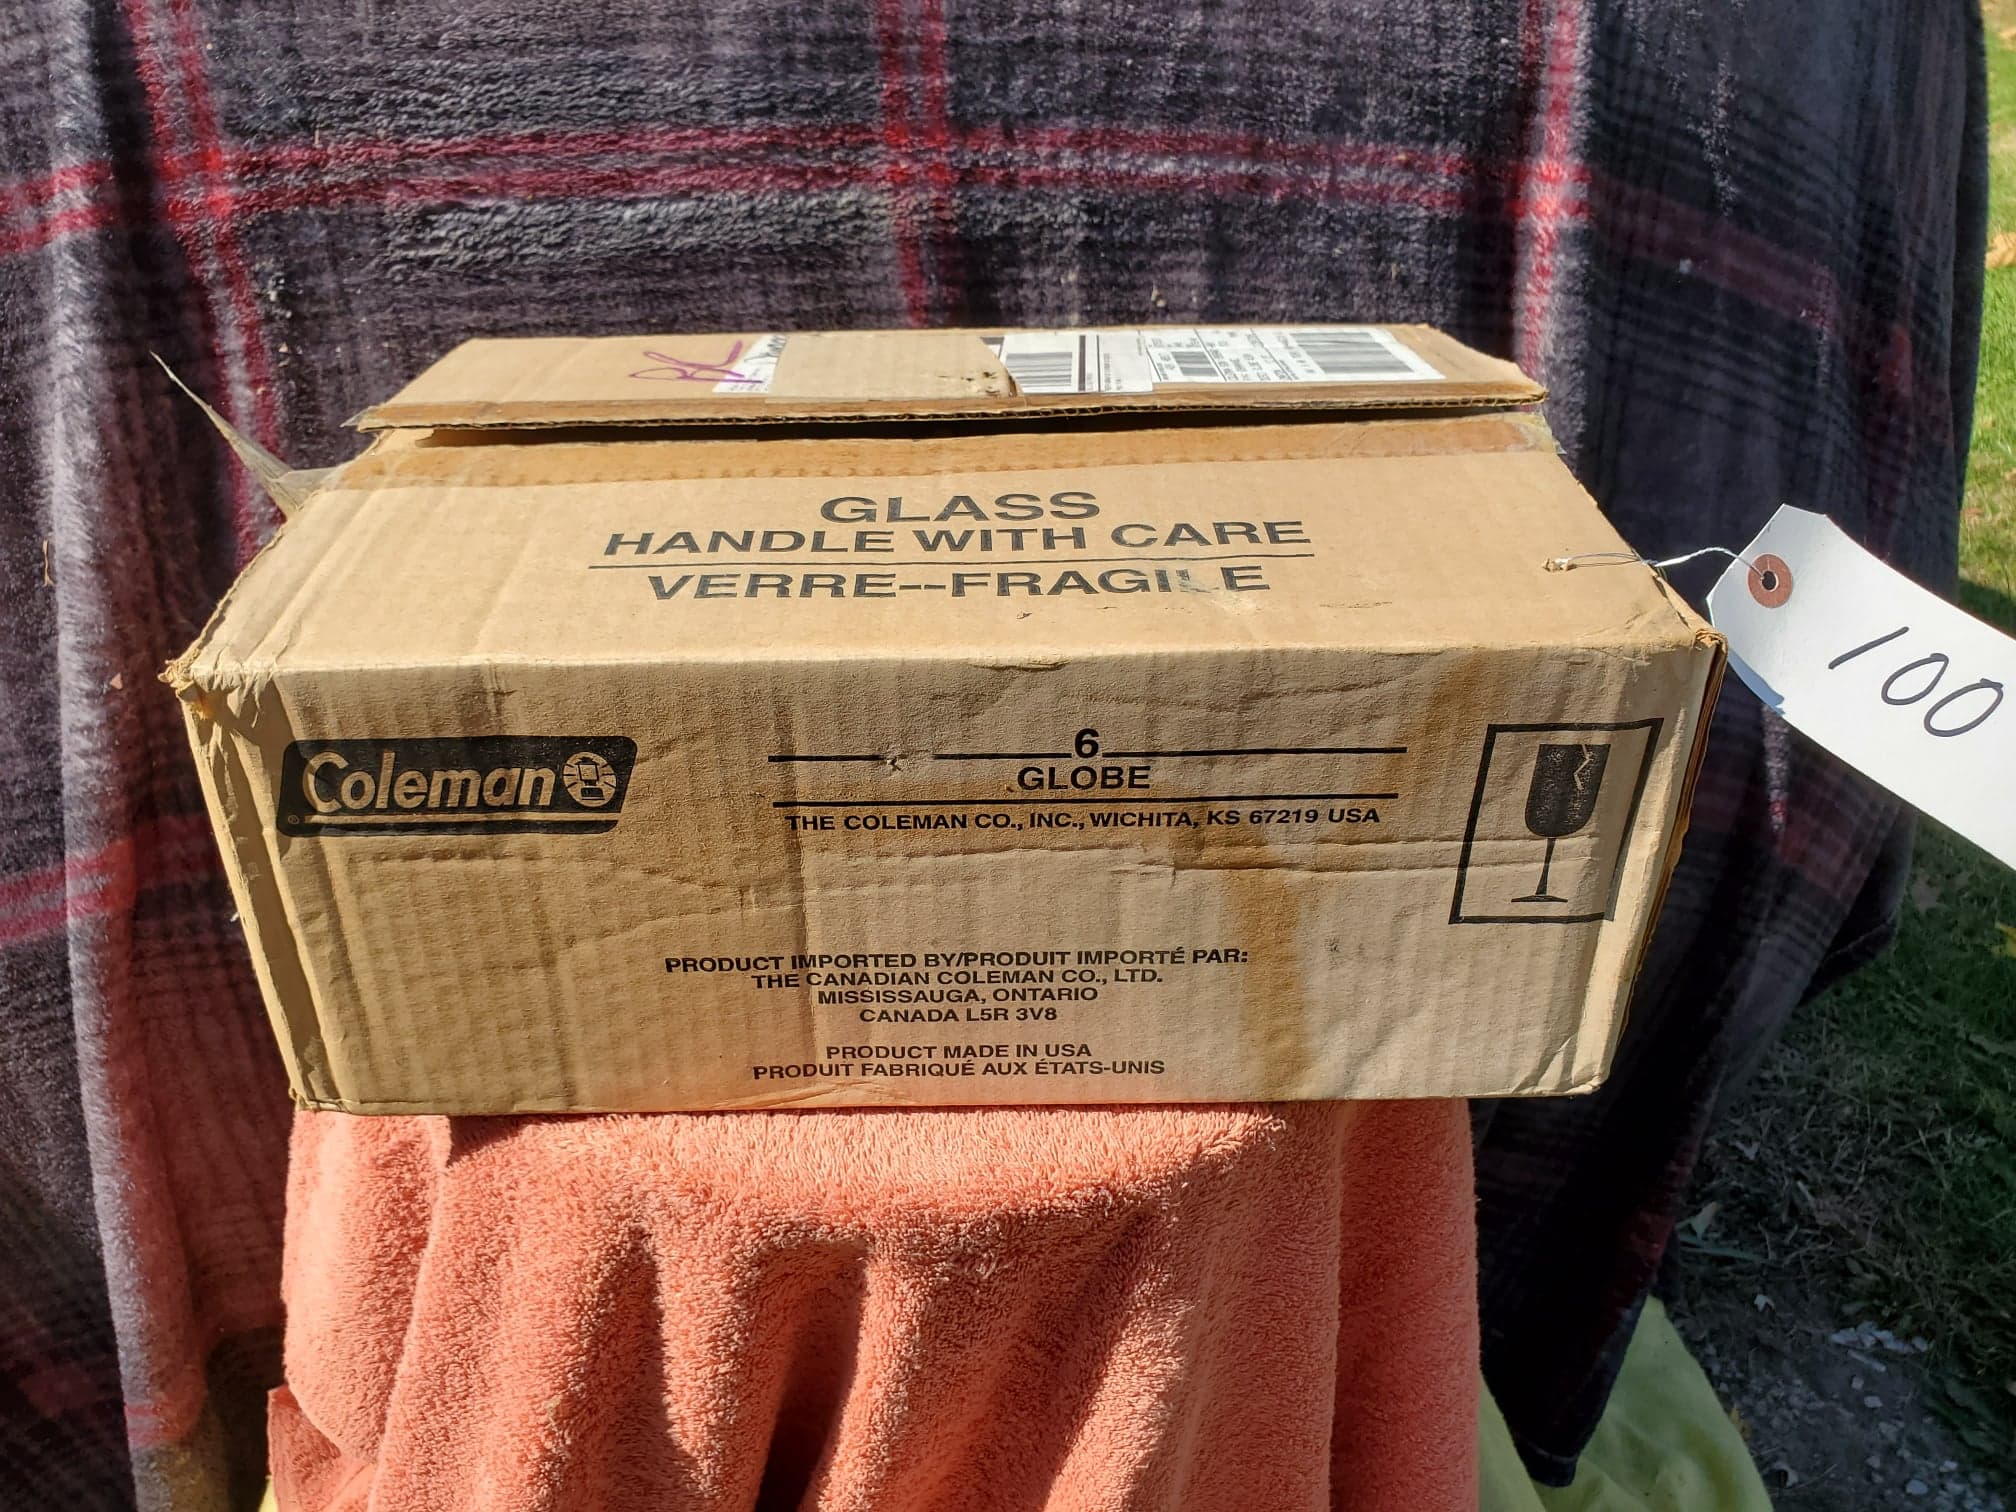 GLASS
HANDLE WITH CARE
VERRE--FRAGILE
Coleman
®
6
GLOBE
THE COLEMAN CO., INC., WICHITA, KS 67219 USA
PRODUCT IMPORTED BY/PRODUIT IMPORTÉ PAR:
THE CANADIAN COLEMAN CO., LTD.
MISSISSAUGA, ONTARIO
CANADA L5R 3V8
PRODUCT MADE IN USA
PRODUIT FABRIQUÉ AUX ÉTATS-UNIS
100